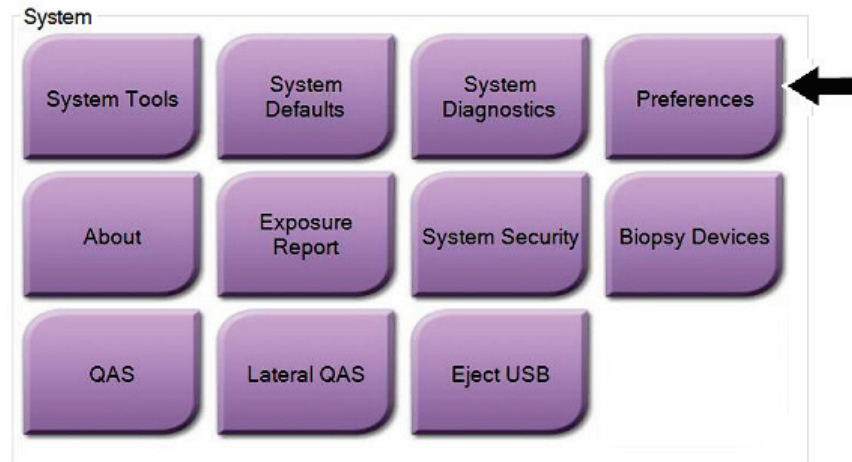 System
System Tools
System
Defaults
System
Diagnostics
Preferences
About
Exposure
Report
System Security
Biopsy Devices
QAS
Lateral QAS
Eject USB